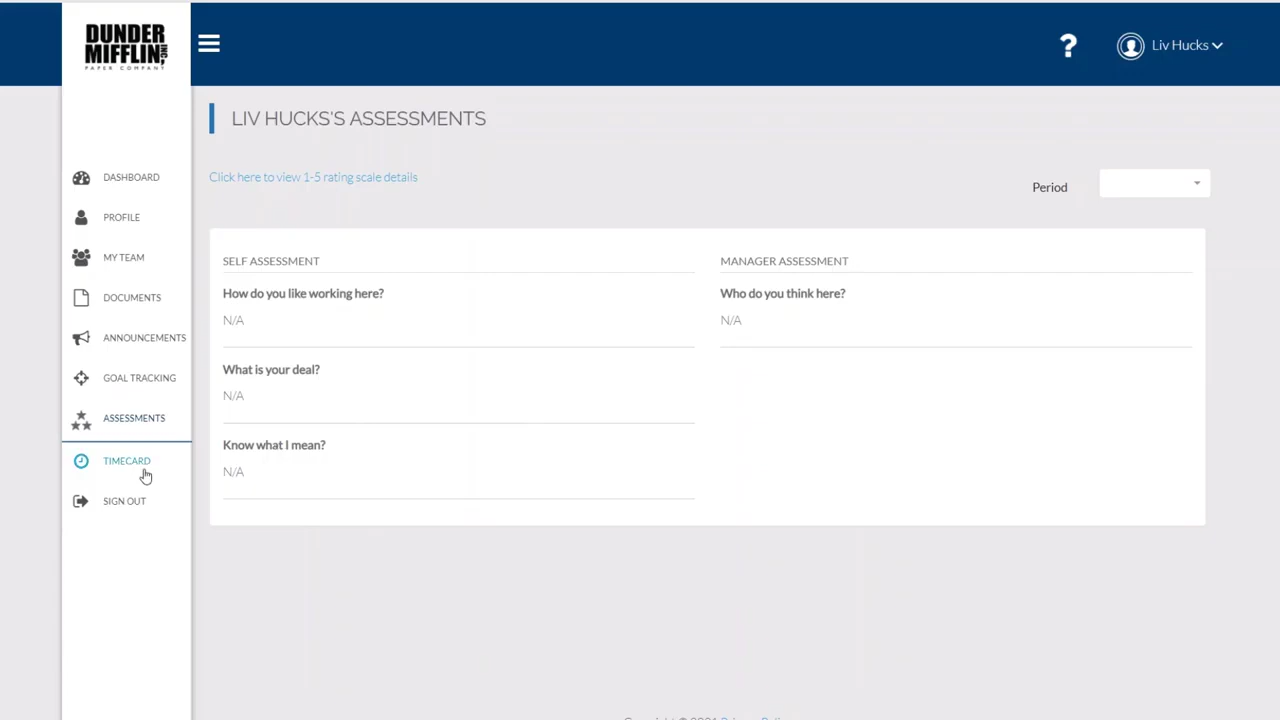 DUNDER
MIFFLIN INC,
PAPER COMPANY
? Liv Hucks
LIV HUCKS'S ASSESSMENTS
DASHBOARD
Click here to view 1-5 rating scale details
Period
PROFILE
MY TEAM
DOCUMENTS
ANNOUNCEMENTS
GOAL TRACKING
ASSESSMENTS
TIMECARD
SIGN OUT
SELF ASSESSMENT
How do you like working here?
N/A
What is your deal?
N/A
Know what I mean?
N/A
MANAGER ASSESSMENT
Who do you think here?
N/A